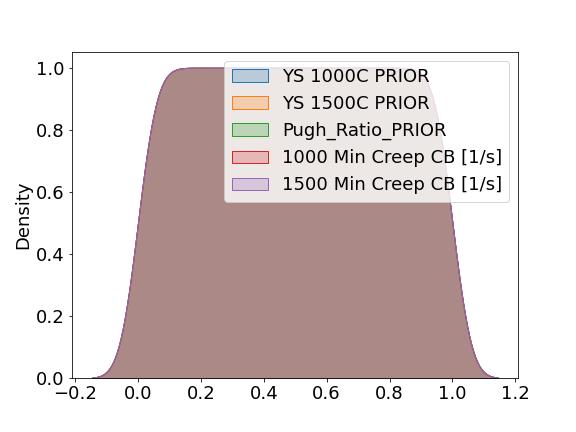 YS 1000C PRIOR
YS 1500C PRIOR
Pugh_Ratio_PRIOR
1000 Min Creep CB [1/s]
1500 Min Creep CB [1/s]
Density
1.0
0.8
0.6
0.4
0.2
0.0
−0.2 0.0 0.2 0.4 0.6 0.8 1.0 1.2